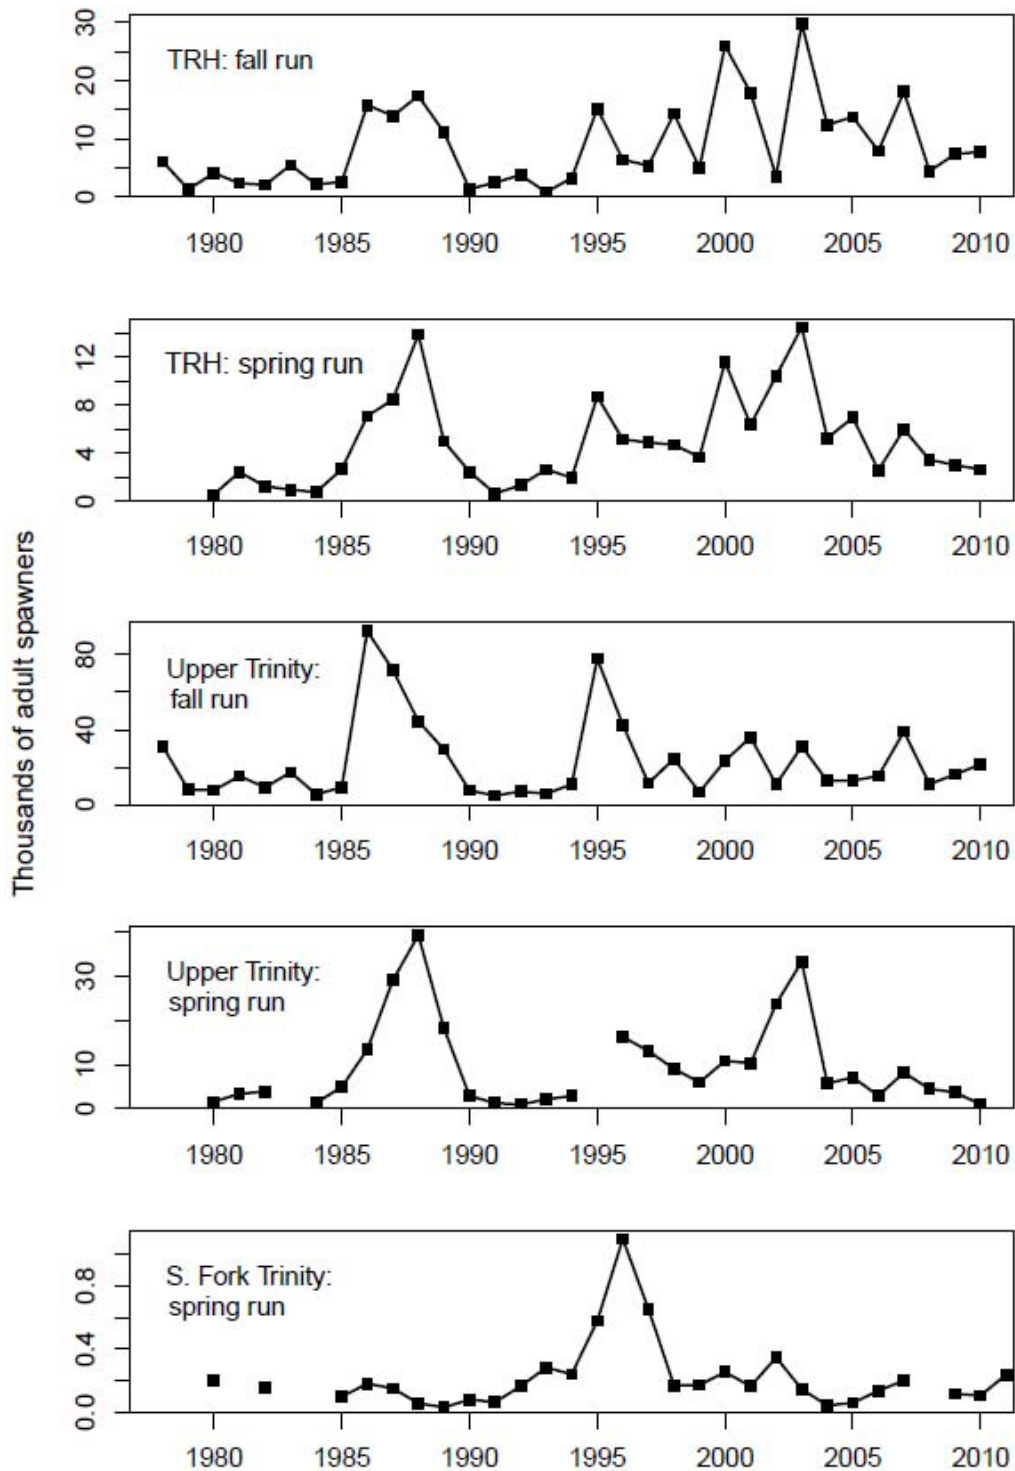 Thousands of adult spawners
TRH: fall run
30
20
10
0
1980 1985 1990 1995 2000 2005 2010
TRH: spring run
12
8
4
0
1980 1985 1990 1995 2000 2005 2010
Upper Trinity:
fall run
80
40
0
1980 1985 1990 1995 2000 2005 2010
Upper Trinity:
spring run
30
10
0
1980 1985 1990 1995 2000 2005 2010
S. Fork Trinity:
spring run
0.8
0.4
0.0
1980 1985 1990 1995 2000 2005 2010